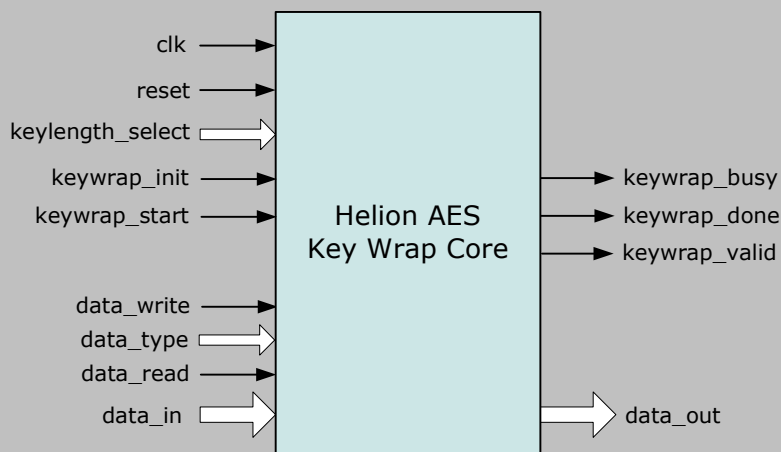 clk
reset
keylength_select
keywrap_init
keywrap_start
data_write
data_type
data_read
data_in
Helion AES
Key Wrap Core
keywrap_busy
keywrap_done
keywrap_valid
data_out